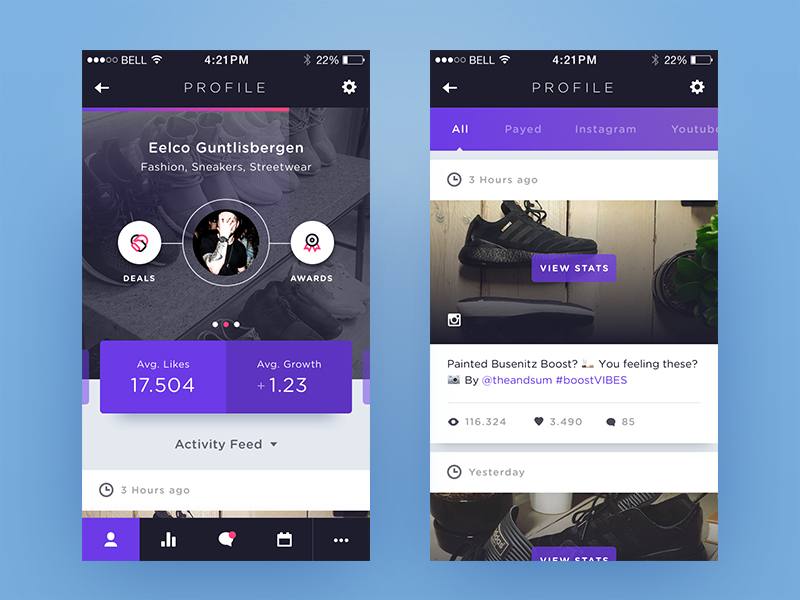 BELL 4:21PM 22%
PROFILE
Eelco Guntlisbergen
Fashion, Sneakers, Streetwear
DEALS AWARDS
Avg. Likes Avg. Growth
17.504 +1.23
Activity Feed
3 Hours ago
BELL 4:21PM 22%
PROFILE
All Payed Instagram Youtube
3 Hours ago
VIEW STATS
Painted Busenitz Boost? You feeling these?
By @theandsum #boostVIBES
116.324 3.490 85
Yesterday
VIEW STATS